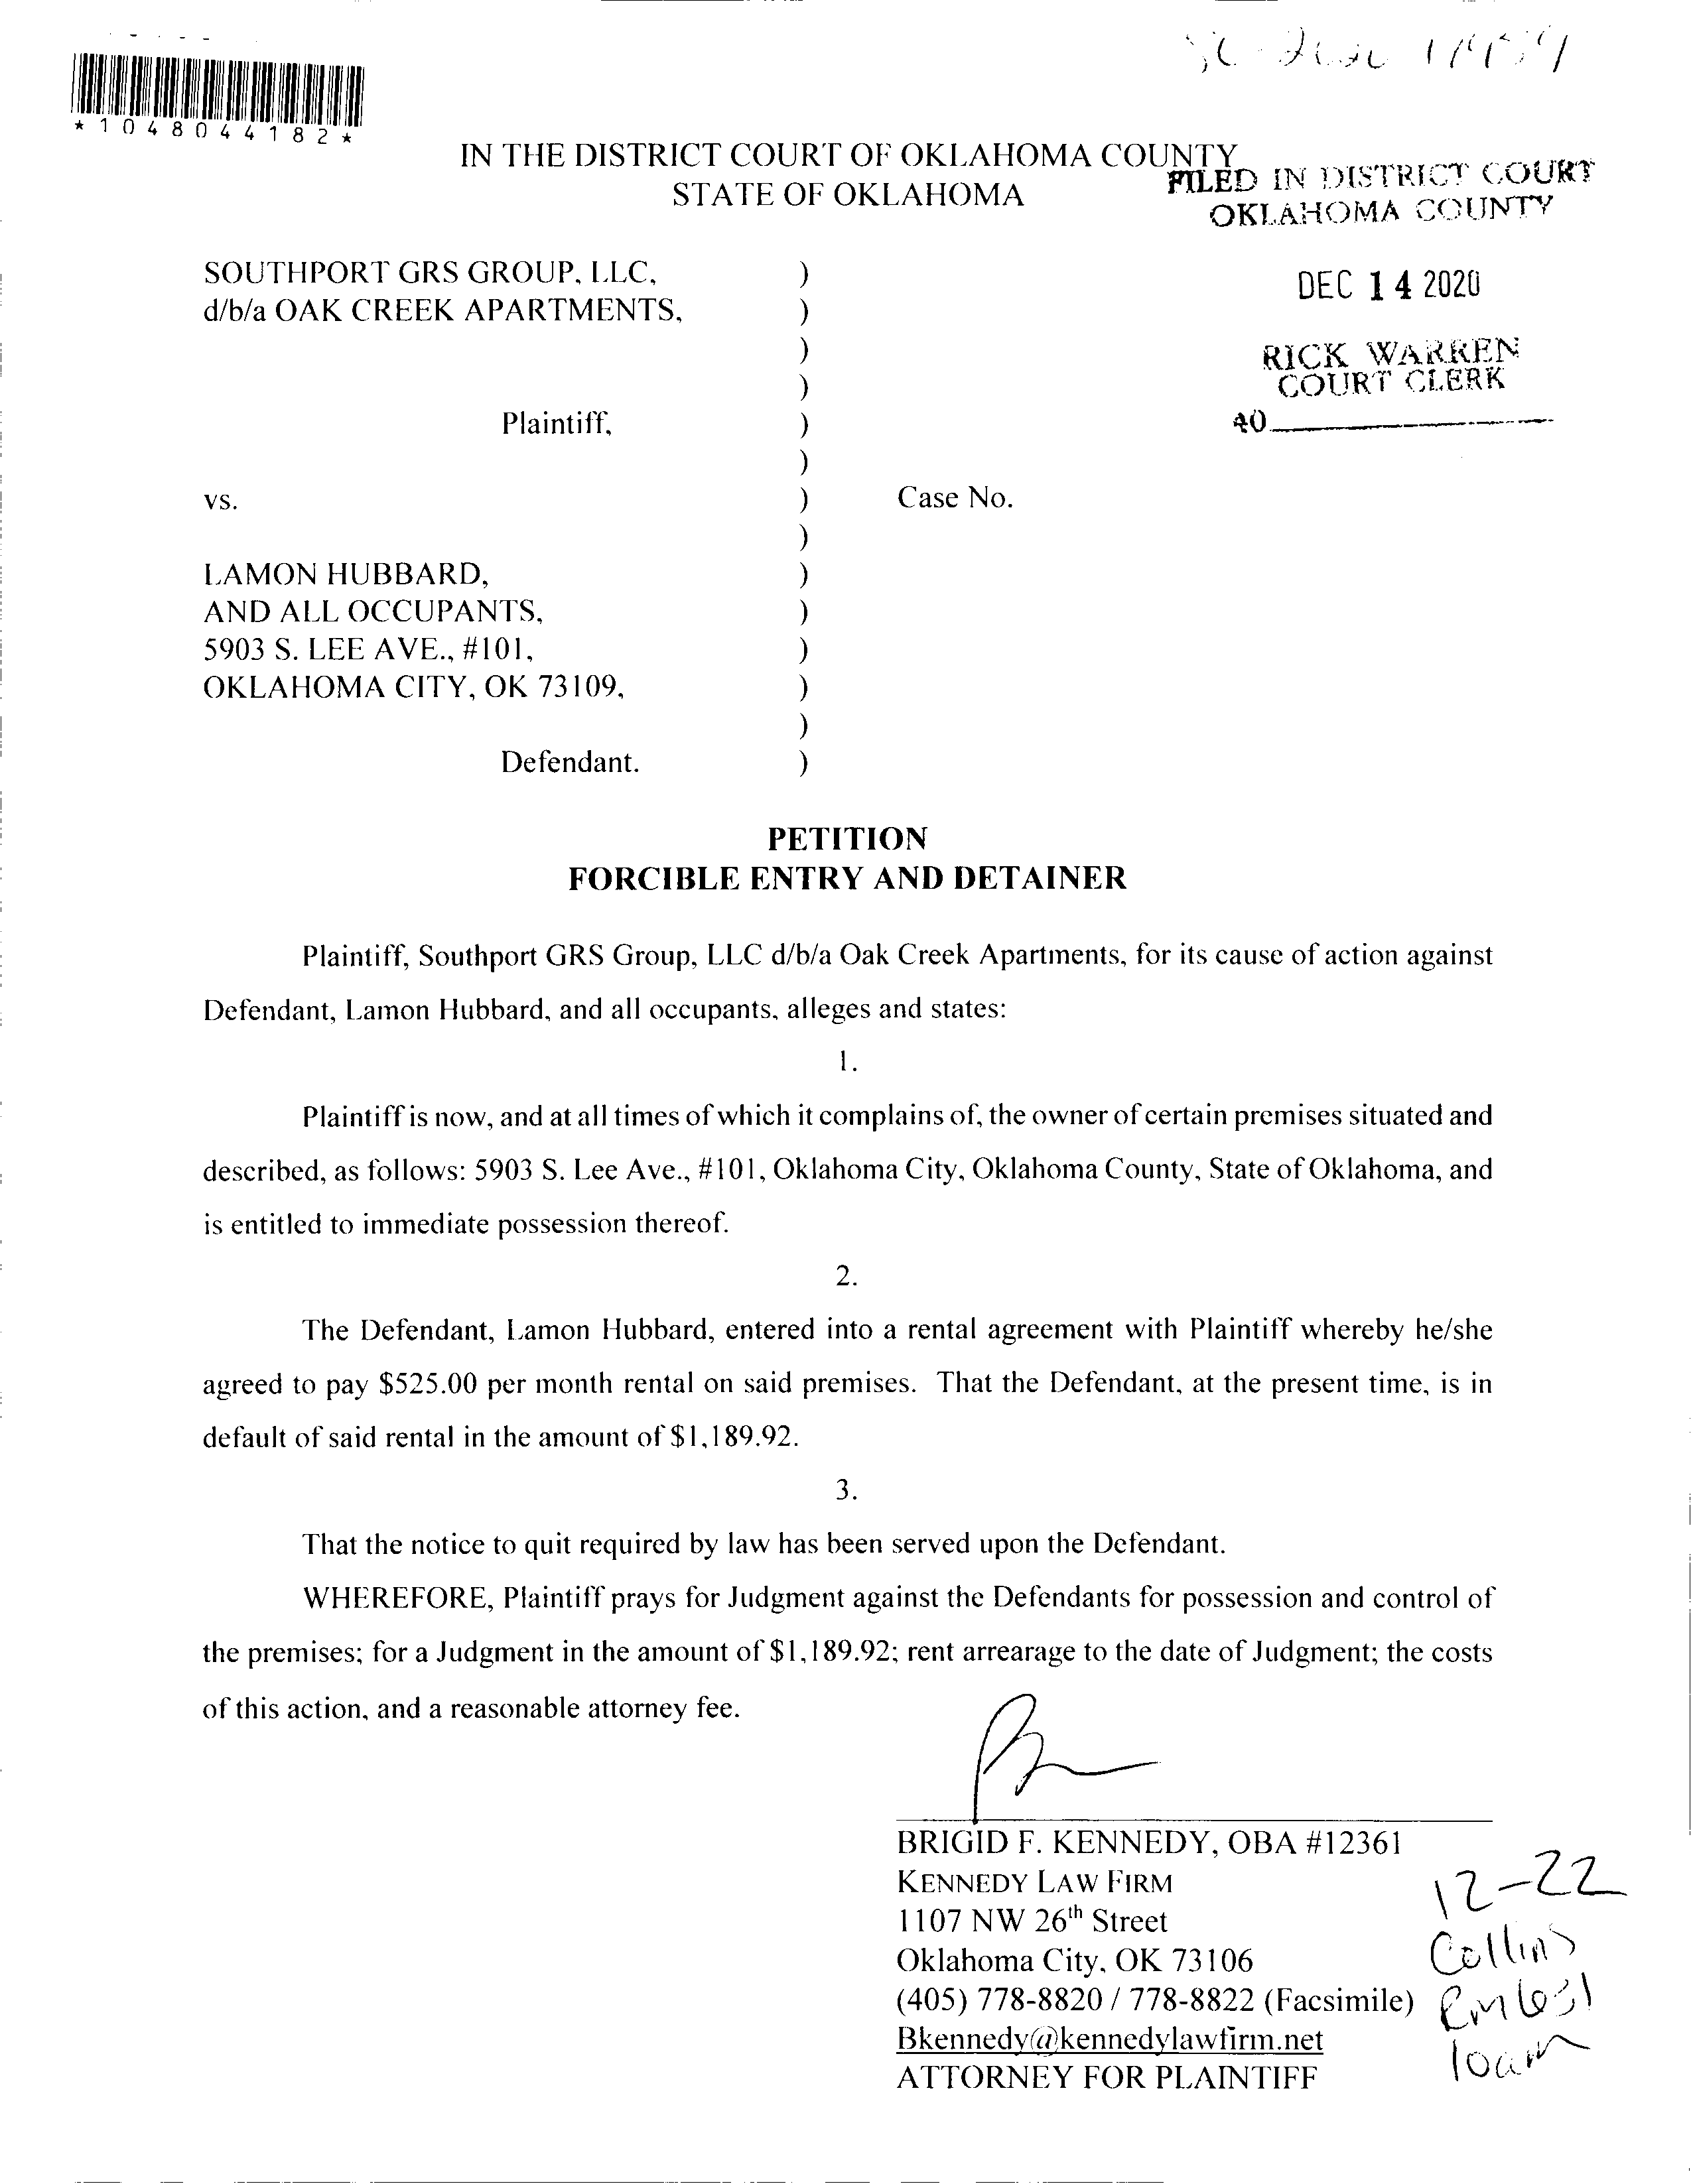 *1048044182*
IN THE DISTRICT COURT OF OKLAHOMA COUNTY
STATE OF OKLAHOMA
FILED IN DISTRICT COURT
OKLAHOMA COUNTY
DEC 14 2020
RICK WARREN
COURT CLERK
40
SOUTHPORT GRS GROUP, LLC, )
d/b/a OAK CREEK APARTMENTS, )
)
)
Plaintiff, )
)
vs. ) Case No.
)
LAMON HUBBARD, )
AND ALL OCCUPANTS, )
5903 S. LEE AVE., #101, )
OKLAHOMA CITY, OK 73109, )
)
Defendant. )
PETITION
FORCIBLE ENTRY AND DETAINER
Plaintiff, Southport GRS Group, LLC d/b/a Oak Creek Apartments, for its cause of action against
Defendant, Lamon Hubbard, and all occupants, alleges and states:
1.
Plaintiff is now, and at all times of which it complains of, the owner of certain premises situated and
described, as follows: 5903 S. Lee Ave., #101, Oklahoma City, Oklahoma County, State of Oklahoma, and
is entitled to immediate possession thereof.
2.
The Defendant, Lamon Hubbard, entered into a rental agreement with Plaintiff whereby he/she
agreed to pay $525.00 per month rental on said premises. That the Defendant, at the present time, is in
default of said rental in the amount of $1,189.92.
3.
That the notice to quit required by law has been served upon the Defendant.
WHEREFORE, Plaintiff prays for Judgment against the Defendants for possession and control of
the premises; for a Judgment in the amount of $1,189.92; rent arrearage to the date of Judgment; the costs
of this action, and a reasonable attorney fee.
BRIGID F. KENNEDY, OBA #12361
KENNEDY LAW FIRM
1107 NW 26th Street
Oklahoma City, OK 73106
(405) 778-8820 / 778-8822 (Facsimile)
Bkennedy@kennedylawfirm.net
ATTORNEY FOR PLAINTIFF
12-22
Collins
10am